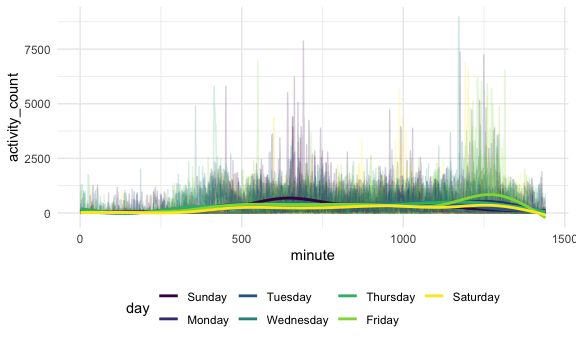 7500
5000
2500
0
activity_count
0 500 1000 1500
minute
day
Sunday Tuesday Thursday Saturday
Monday Wednesday Friday